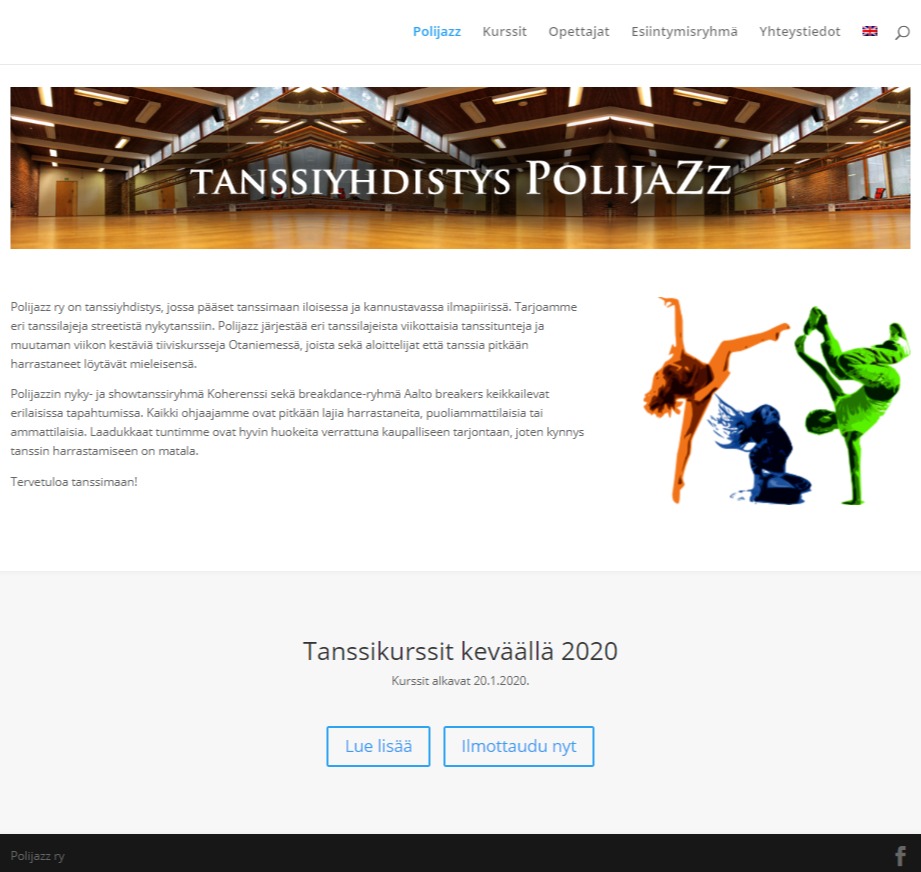 Polijazz Kurssit Opettajat Esiintymisryhmä Yhteystiedot
TANSSIYHDISTYS POLIJAZZ
Polijazz ry on tanssiyhdistys, jossa pääset tanssimaan iloisessa ja kannustavassa ilmapiirissä. Tarjoamme
eri tanssilajeja streetistä nykytanssiin. Polijazz järjestää eri tanssilajeista viikottaisia tanssitunteja ja
muutaman viikon kestäviä tiiviskursseja Otaniemessä, joista sekä aloittelijat että tanssia pitkään
harrastaneet löytävät mieleisensä.
Polijazzin nyky- ja showtanssiryhmä Koherenssi sekä breakdance-ryhmä Aalto breakers keikkailevat
erilaisissa tapahtumissa. Kaikki ohjaajamme ovat pitkään lajia harrastaneita, puoliammattilaisia tai
ammattilaisia. Laadukkaat tuntimme ovat hyvin huokeita verrattuna kaupalliseen tarjontaan, joten kynnys
tanssin harrastamiseen on matala.
Tervetuloa tanssimaan!
Tanssikurssit keväällä 2020
Kurssit alkavat 20.1.2020.
Lue lisää Ilmottaudu nyt
Polijazz ry